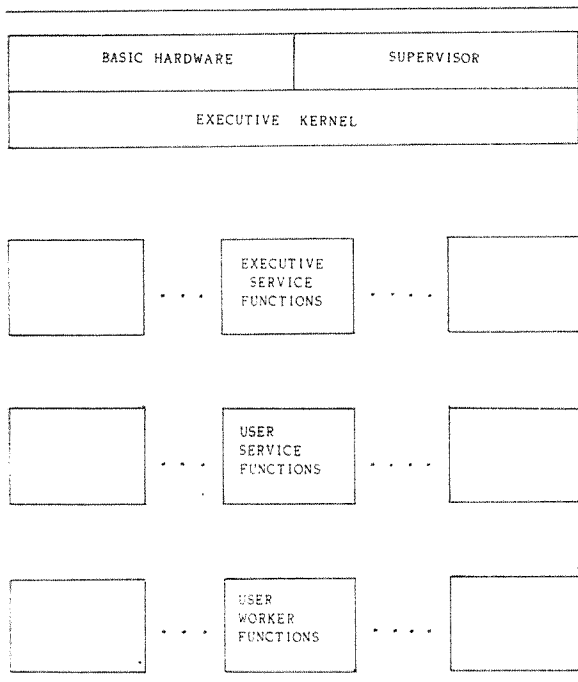 BASIC HARDWARE
SUPERVISOR
EXECUTIVE KERNEL
EXECUTIVE
SERVICE
FUNCTIONS
USER
SERVICE
FUNCTIONS
USER
WORKER
FUNCTIONS